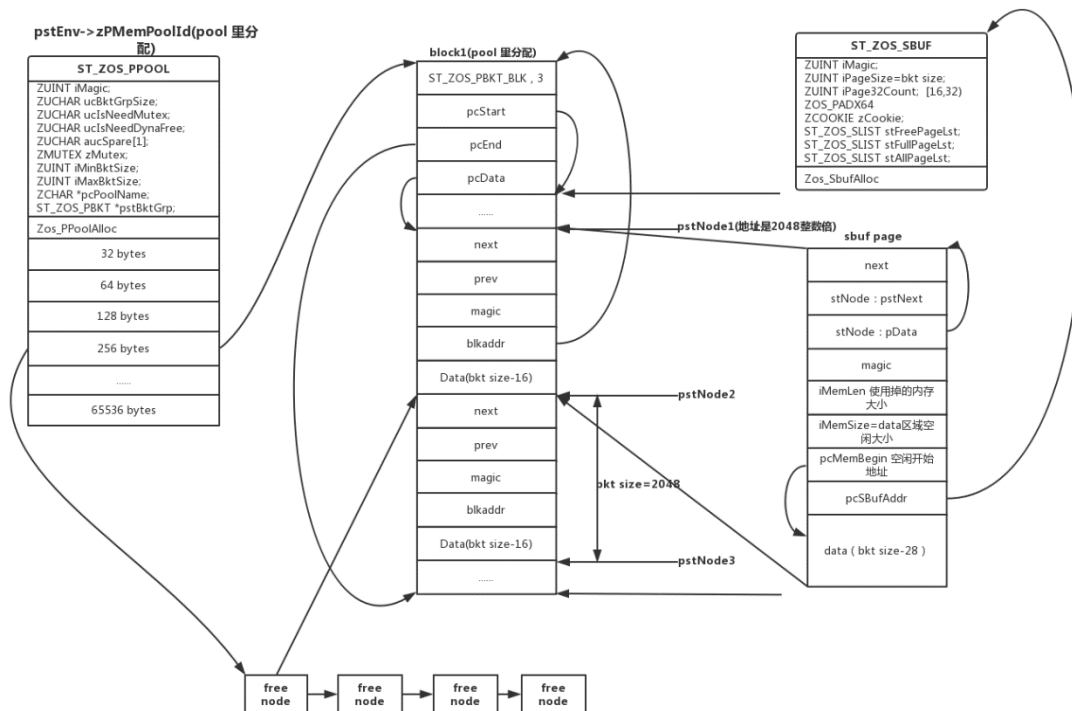 pstEnv->zPMemPoolId(pool 里分
配)
ST_ZOS_PPOOL
ZUINT iMagic;
ZUCHAR ucBktGrpSize;
ZUCHAR ucIsNeedMutex;
ZUCHAR ucIsNeedDynaFree;
ZUCHAR aucSpare[1];
ZMUTEX zMutex;
ZUINT iMinBktSize;
ZUINT iMaxBktSize;
ZCHAR *pcPoolName;
ST_ZOS_PBKT *pstBktGrp;
Zos_PPoolAlloc
32 bytes
64 bytes
128 bytes
256 bytes
......
65536 bytes
block1(pool 里分配)
ST_ZOS_PBKT_BLK , 3
pcStart
pcEnd
pcData
......
next
prev
magic
blkaddr
Data(bkt size-16)
next
prev
magic
blkaddr
Data(bkt size-16)
......
pstNode1(地址是2048整数倍)
pstNode2
bkt size=2048
pstNode3
ST_ZOS_SBUF
ZUINT iMagic;
ZUINT iPageSize=bkt size;
ZUINT iPage32Count; [16,32)
ZOS_PADX64
ZCOOKIE zCookie;
ST_ZOS_SLIST stFreePageLst;
ST_ZOS_SLIST stFullPageLst;
ST_ZOS_SLIST stAllPageLst;
Zos_SbufAlloc
sbuf page
next
stNode : pstNext
stNode : pData
magic
iMemLen 使用掉的内存
大小
iMemSize=data区域空
闲大小
pcMemBegin 空闲开始
地址
pcSBufAddr
data ( bkt size-28 )
free
node
free
node
free
node
free
node